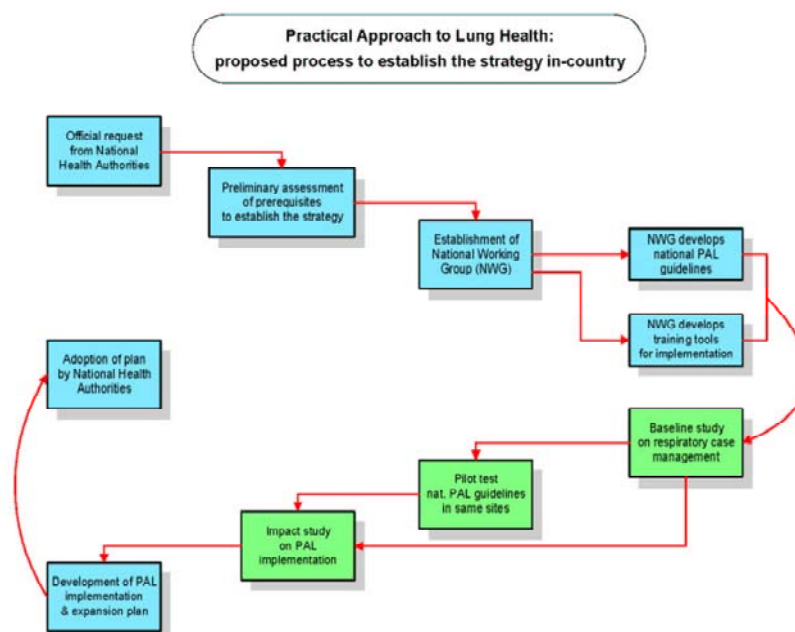 Practical Approach to Lung Health:
proposed process to establish the strategy in-country
Official request
from National
Health Authorities
Preliminary assessment
of prerequisites
to establish the strategy
Establishment of
National Working
Group (NWG)
NWG develops
national PAL
guidelines
NWG develops
training tools
for implementation
Adoption of plan
by National Health
Authorities
Baseline study
on respiratory case
management
Pilot test
nat. PAL guidelines
in same sites
Impact study
on PAL
implementation
Development of PAL
implementation
& expansion plan